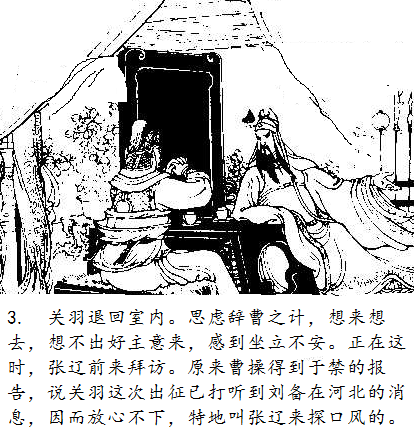 3. 关羽退回室内。思虑辞曹之计，想来想
去，想不出好主意来，感到坐立不安。正在这
时，张辽前来拜访。原来曹操得到于禁的报
告，说关羽这次出征已打听到刘备在河北的消
息，因而放心不下，特地叫张辽来探口风的。